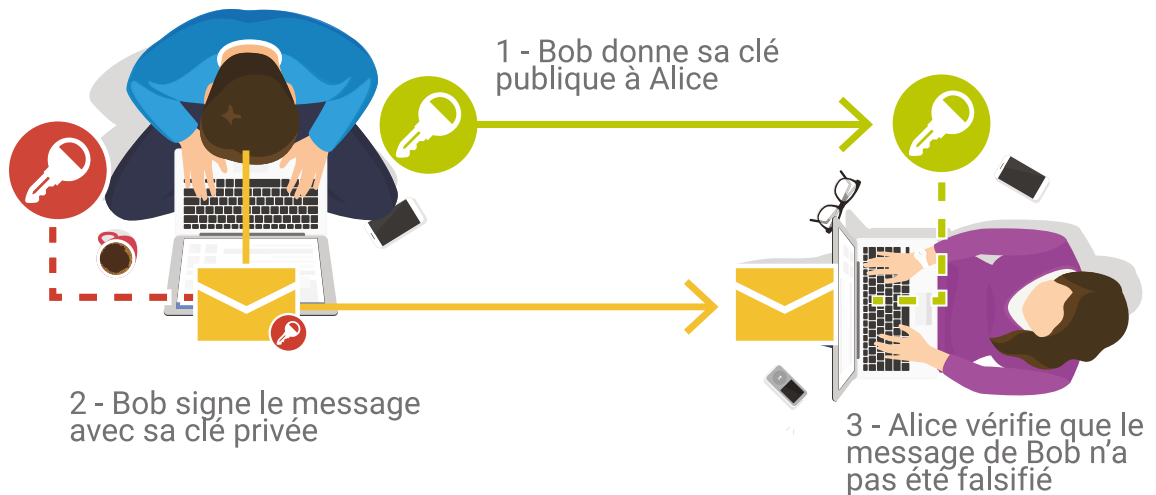 1 - Bob donne sa clé
publique à Alice
2 - Bob signe le message
avec sa clé privée
3 - Alice vérifie que le
message de Bob n'a
pas été falsifié